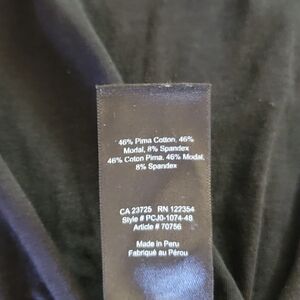 46% Pima Cotton, 46%
Modal, 8% Spandex
46% Coton Pima, 46% Modal,
8% Spandex
CA 23725 RN 122354
Style # PCJ0-1074-48
Article # 70756
Made in Peru
Fabriqué au Pérou